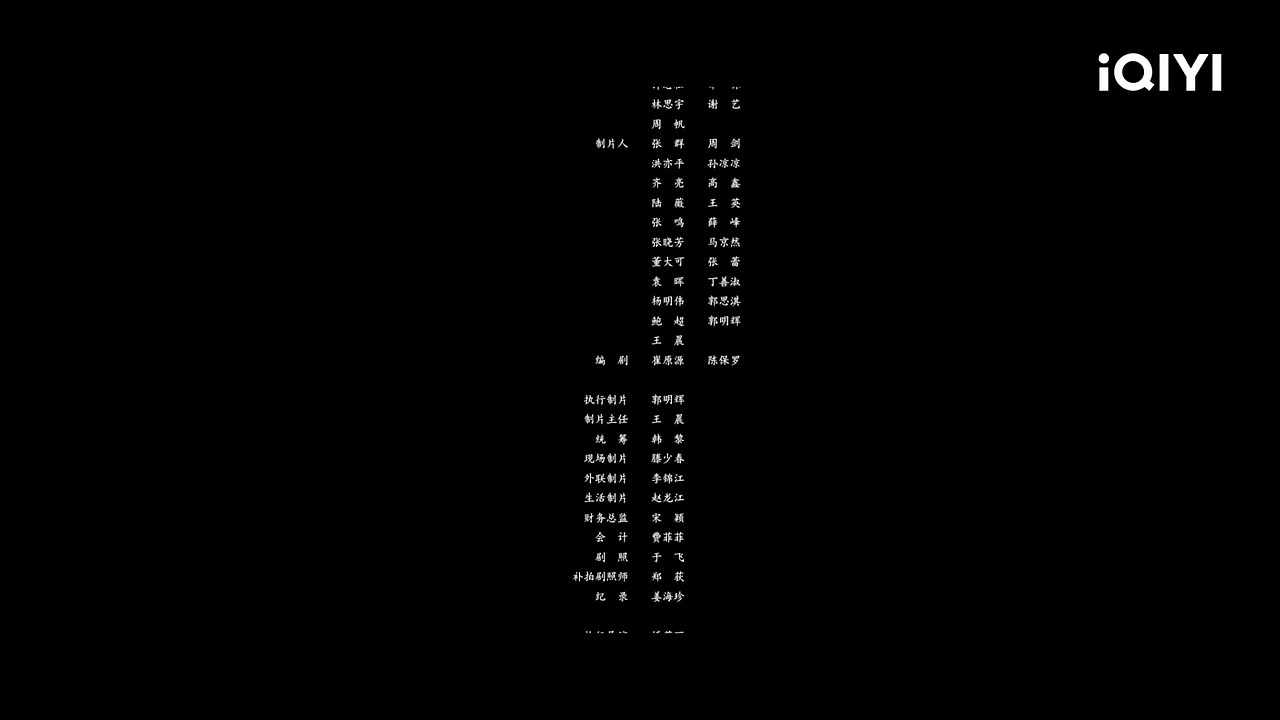 iQIYI
林思宇 谢 艺
周 帆
制片人 张 群 周 剑
洪亦平 孙凉凉
齐 亮 高 鑫
陆 薇 王 英
张 鸣 薛 峰
张晓芳 马京然
董大可 张 蕾
袁 晖 丁善淑
杨明伟 郭思淇
鲍 超 郭明辉
王 晨
编 剧 崔原源 陈保罗
执行制片 郭明辉
制片主任 王 晨
统 筹 韩 黎
现场制片 滕少春
外联制片 李锦江
生活制片 赵龙江
财务总监 宋 颖
会 计 费菲菲
剧 照 于 飞
补拍剧照师 郑 获
纪 录 姜海珍